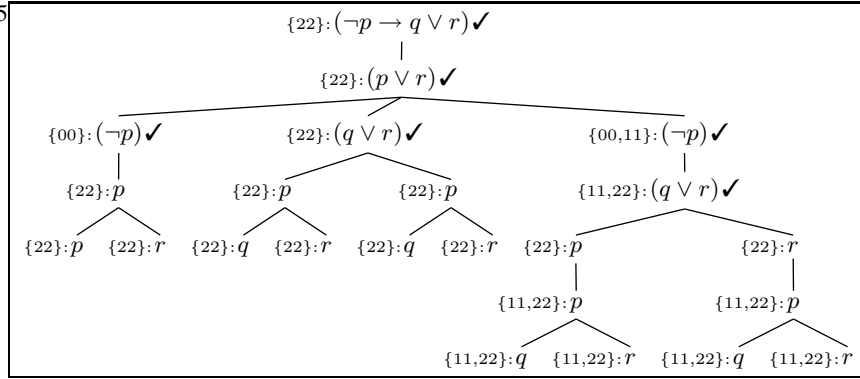 5
{22}:(¬p → q ∨ r)✓
{22}:(p ∨ r)✓
{00}:(¬p)✓ {22}:(q ∨ r)✓ {00,11}:(¬p)✓
{22}:p {22}:p {22}:p {11,22}:(q ∨ r)✓
{22}:p {22}:r {22}:q {22}:r {22}:q {22}:r {22}:p {22}:r
{11,22}:p {11,22}:p
{11,22}:q {11,22}:r {11,22}:q {11,22}:r